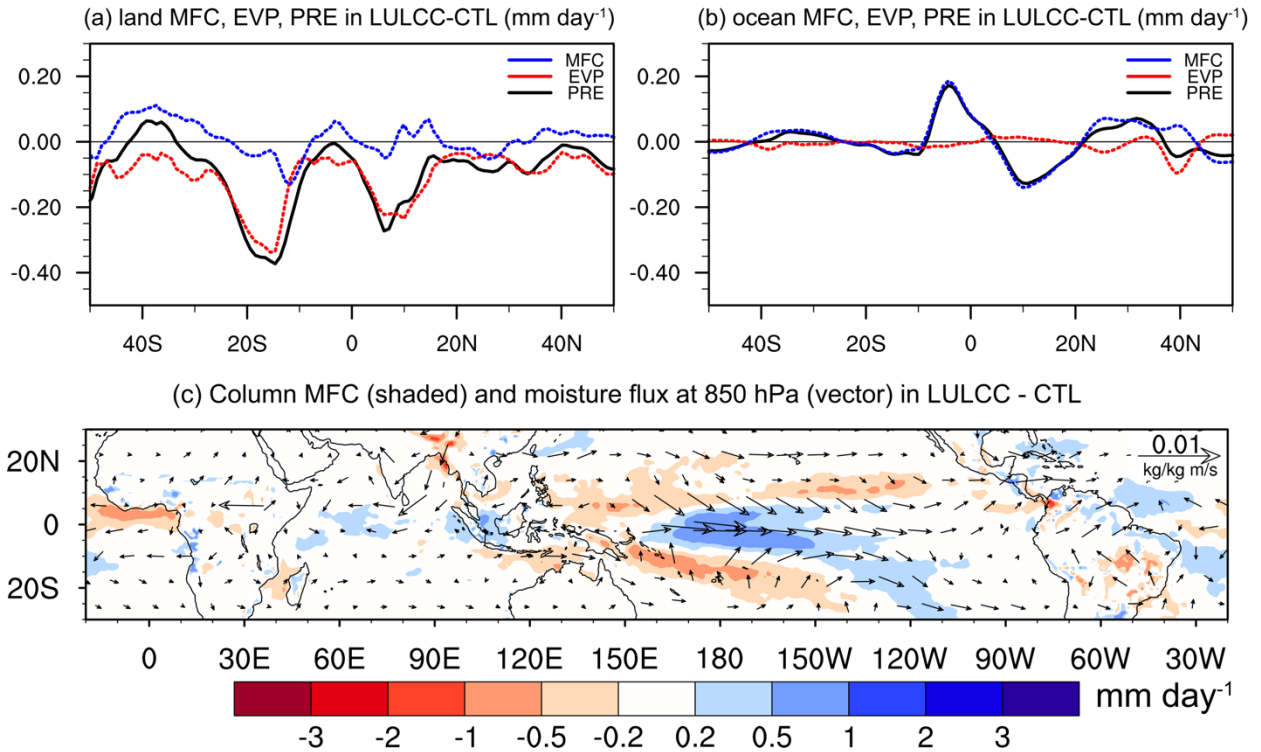 (a) land MFC, EVP, PRE in LULCC-CTL (mm day⁻¹)
(b) ocean MFC, EVP, PRE in LULCC-CTL (mm day⁻¹)
MFC
EVP
PRE
0.20
0.00
-0.20
-0.40
40S 20S 0 20N 40N
MFC
EVP
PRE
0.20
0.00
-0.20
-0.40
40S 20S 0 20N 40N
(c) Column MFC (shaded) and moisture flux at 850 hPa (vector) in LULCC - CTL
0.01
kg/kg m/s
20N
0
20S
0 30E 60E 90E 120E 150E 180 150W 120W 90W 60W 30W
mm day⁻¹
-3 -2 -1 -0.5 -0.2 0.2 0.5 1 2 3